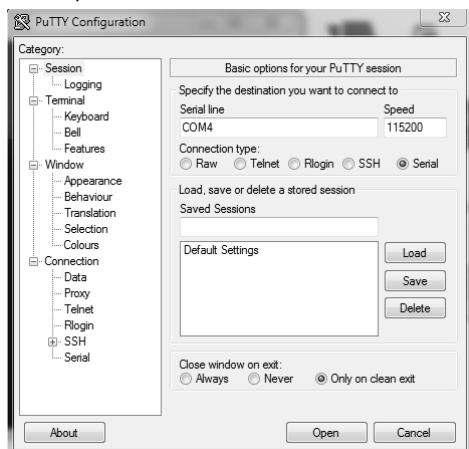 PuTTY Configuration
Category:
Session
Logging
Terminal
Keyboard
Bell
Features
Window
Appearance
Behaviour
Translation
Selection
Colours
Connection
Data
Proxy
Telnet
Rlogin
SSH
Serial
Basic options for your PuTTY session
Specify the destination you want to connect to
Serial line Speed
COM4 115200
Connection type:
Raw Telnet Rlogin SSH Serial
Load, save or delete a stored session
Saved Sessions
Default Settings
Load
Save
Delete
Close window on exit:
Always Never Only on clean exit
About Open Cancel